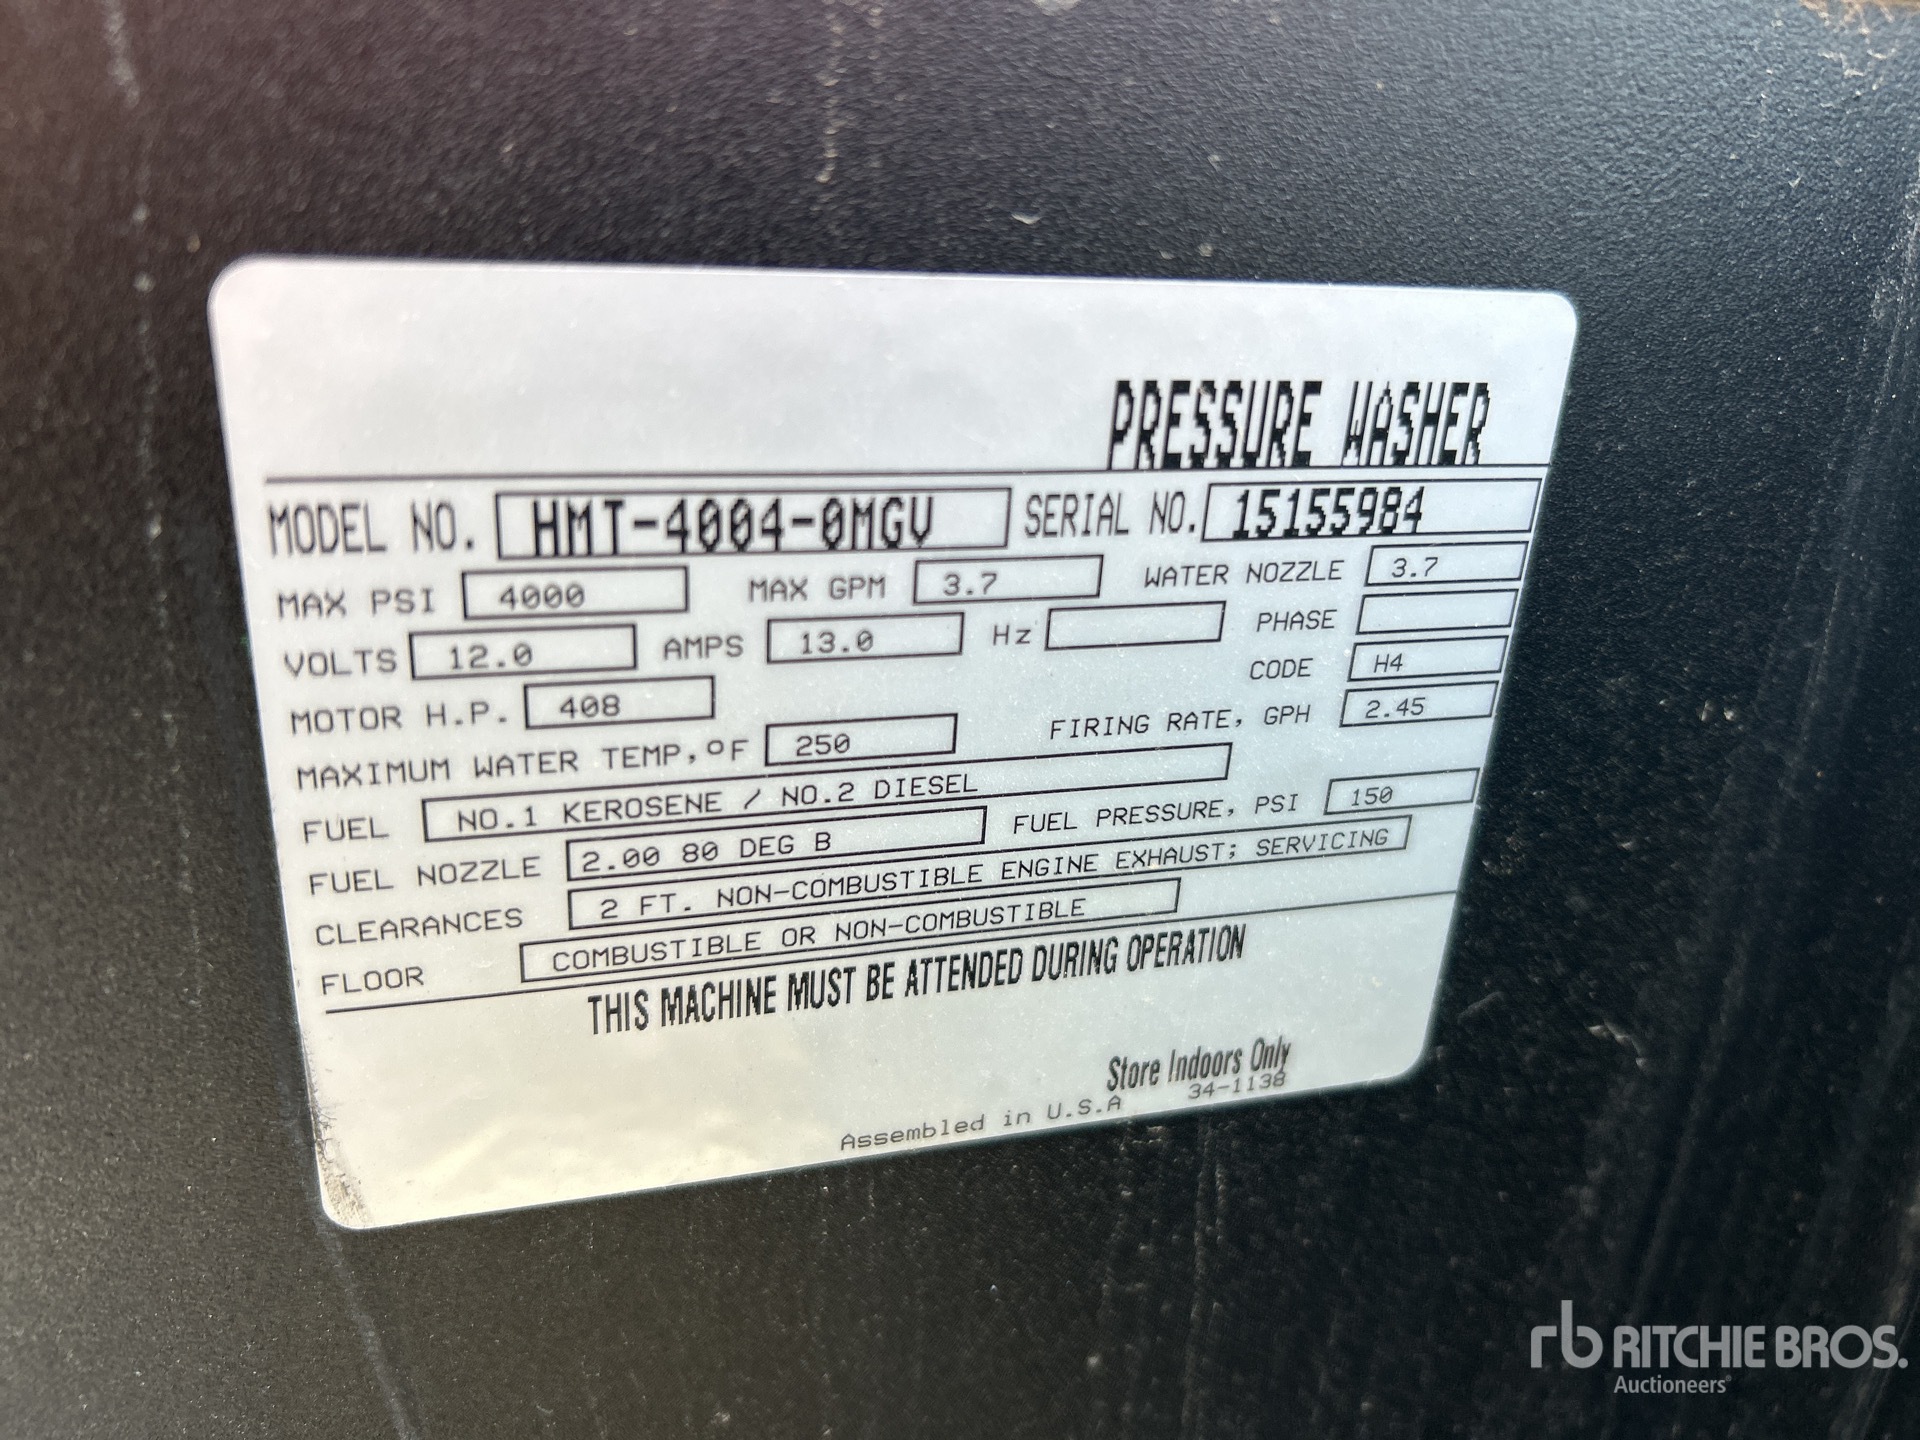 PRESSURE WASHER
MODEL NO. HMT-4004-0MGV SERIAL NO. 15155984
MAX PSI 4000 MAX GPM 3.7 WATER NOZZLE 3.7
VOLTS 12.0 AMPS 13.0 Hz PHASE
MOTOR H.P. 408 CODE H4
MAXIMUM WATER TEMP, °F 250 FIRING RATE, GPH 2.45
FUEL NO.1 KEROSENE / NO.2 DIESEL
FUEL NOZZLE 2.00 80 DEG B FUEL PRESSURE, PSI 150
CLEARANCES 2 FT. NON-COMBUSTIBLE ENGINE EXHAUST; SERVICING
FLOOR COMBUSTIBLE OR NON-COMBUSTIBLE
THIS MACHINE MUST BE ATTENDED DURING OPERATION
Store Indoors Only
Assembled in U.S.A 34-1138
rb RITCHIE BROS.
Auctioneers